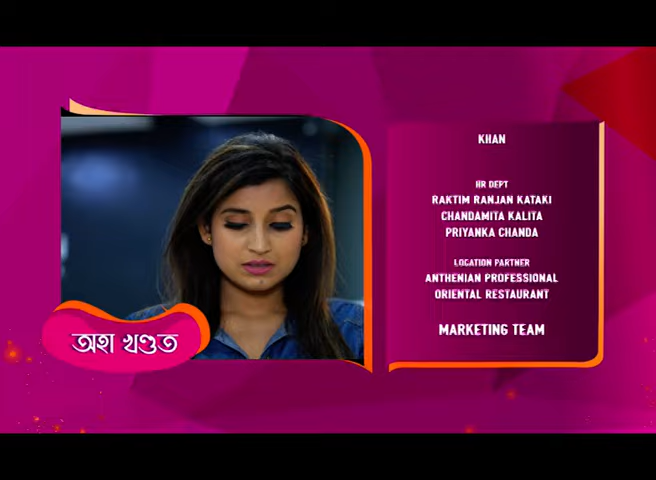 অহা খণ্ডত
KHAN
HR DEPT
RAKTIM RANJAN KATAKI
CHANDAMITA KALITA
PRIYANKA CHANDA
LOCATION PARTNER
ANTHENIAN PROFESSIONAL
ORIENTAL RESTAURANT
MARKETING TEAM